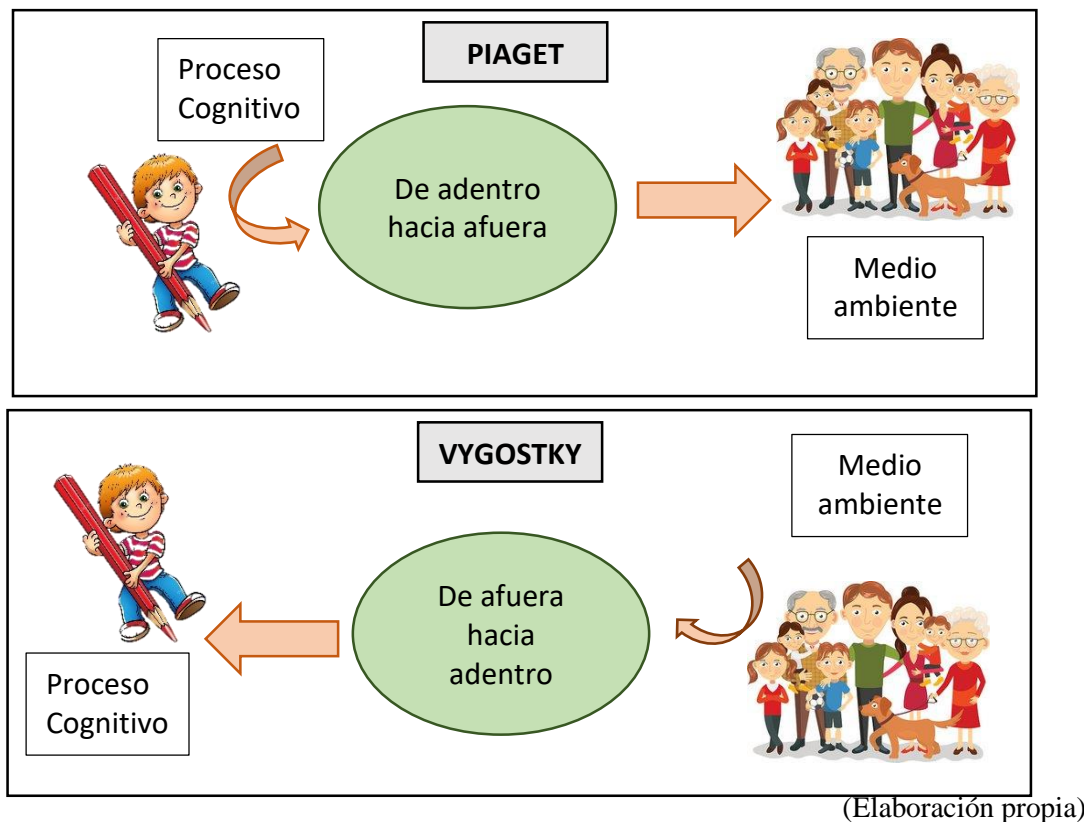 PIAGET
Proceso
Cognitivo
De adentro
hacia afuera
Medio
ambiente
VYGOSTKY
Medio
ambiente
De afuera
hacia
adentro
Proceso
Cognitivo
(Elaboración propia)